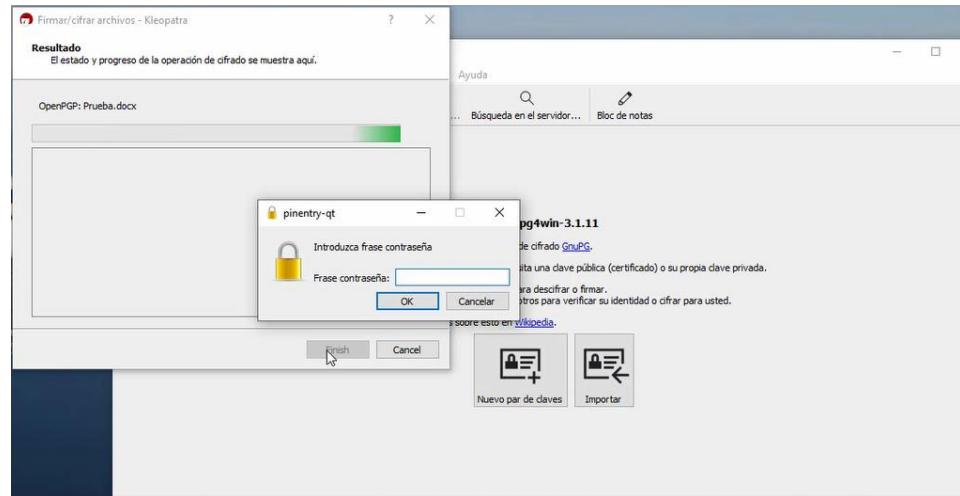 Firmar/cifrar archivos - Kleopatra
Resultado
El estado y progreso de la operación de cifrado se muestra aquí.
OpenPGP: Prueba.docx
Finish
Cancel
pinentry-qt
Introduzca frase contraseña
Frase contraseña:
OK
Cancelar
Ayuda
... Búsqueda en el servidor...
Bloc de notas
pg4win-3.1.11
de cifrado GnuPG.
sita una clave pública (certificado) o su propia clave privada.
ara descifrar o firmar.
otros para verificar su identidad o cifrar para usted.
s sobre esto en Wikipedia.
Nuevo par de claves
Importar